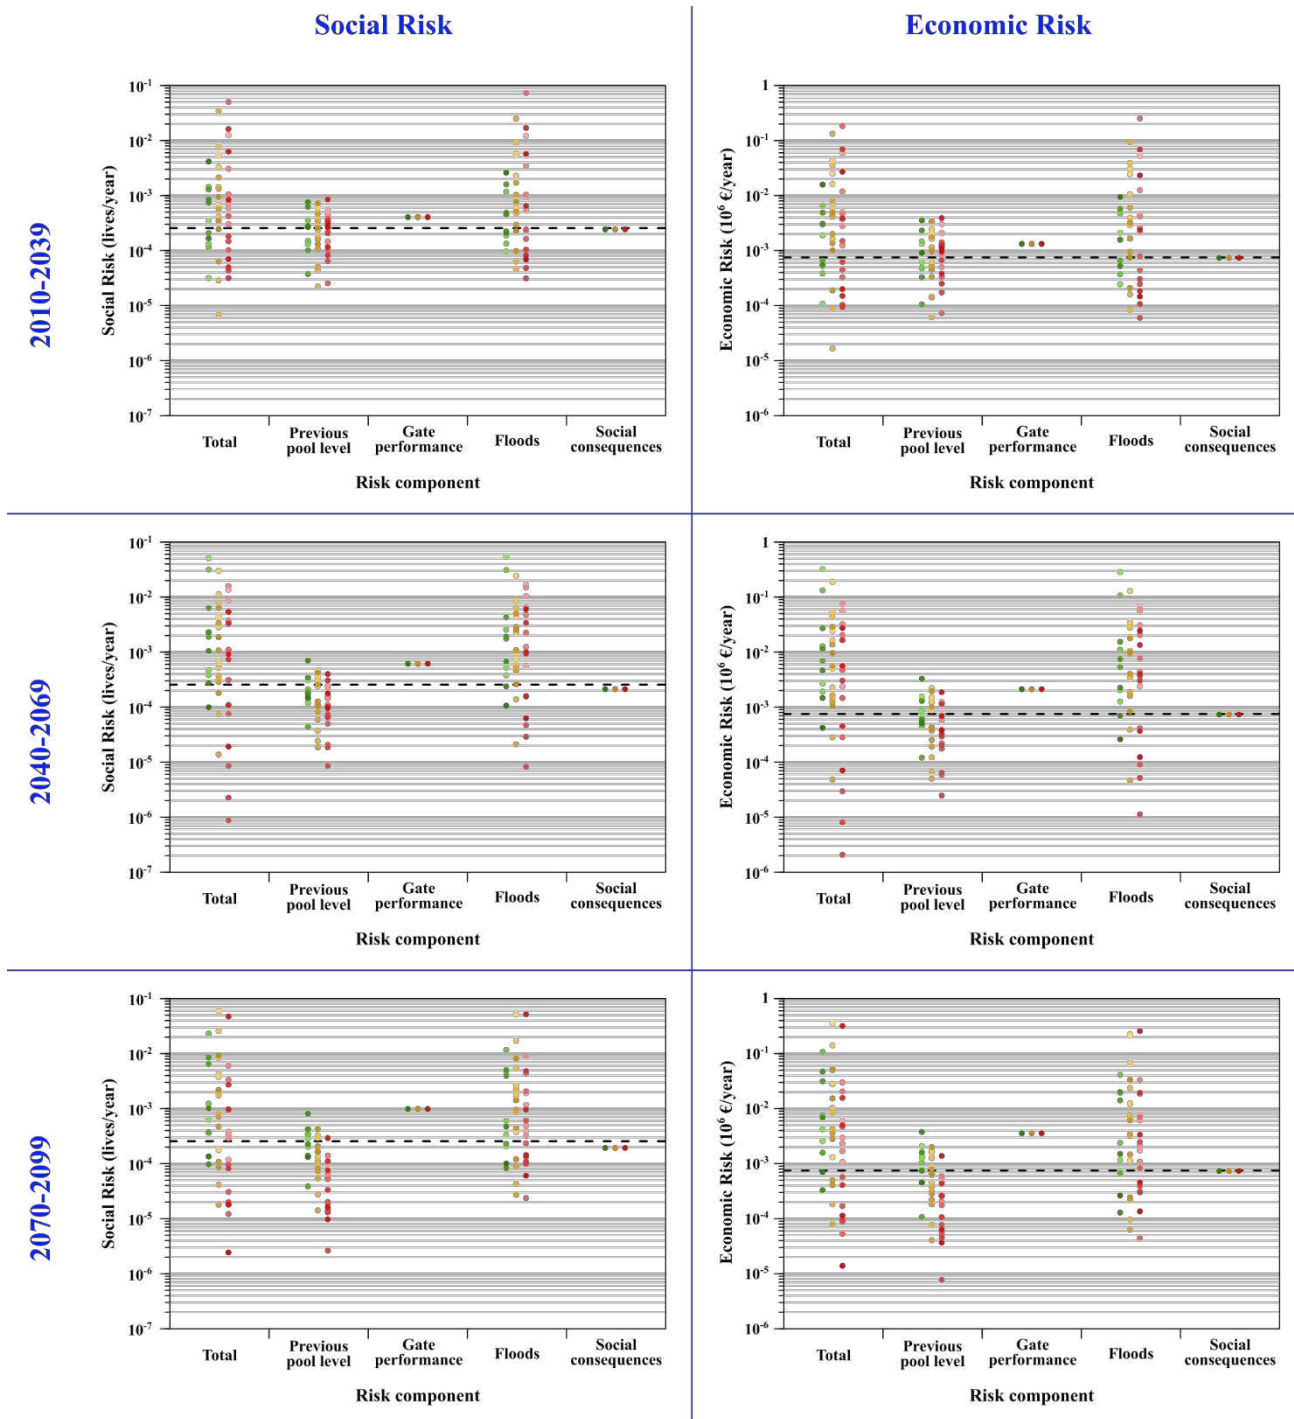 Social Risk
Economic Risk
2010-2039
Social Risk (lives/year)
10⁻¹
10⁻²
10⁻³
10⁻⁴
10⁻⁵
10⁻⁶
10⁻⁷
Total
Previous
pool level
Gate
performance
Floods
Social
consequences
Risk component
Economic Risk (10⁶ €/year)
1
10⁻¹
10⁻²
10⁻³
10⁻⁴
10⁻⁵
10⁻⁶
Total
Previous
pool level
Gate
performance
Floods
Social
consequences
Risk component
2040-2069
Social Risk (lives/year)
10⁻¹
10⁻²
10⁻³
10⁻⁴
10⁻⁵
10⁻⁶
10⁻⁷
Total
Previous
pool level
Gate
performance
Floods
Social
consequences
Risk component
Economic Risk (10⁶ €/year)
1
10⁻¹
10⁻²
10⁻³
10⁻⁴
10⁻⁵
10⁻⁶
Total
Previous
pool level
Gate
performance
Floods
Social
consequences
Risk component
2070-2099
Social Risk (lives/year)
10⁻¹
10⁻²
10⁻³
10⁻⁴
10⁻⁵
10⁻⁶
10⁻⁷
Total
Previous
pool level
Gate
performance
Floods
Social
consequences
Risk component
Economic Risk (10⁶ €/year)
1
10⁻¹
10⁻²
10⁻³
10⁻⁴
10⁻⁵
10⁻⁶
Total
Previous
pool level
Gate
performance
Floods
Social
consequences
Risk component